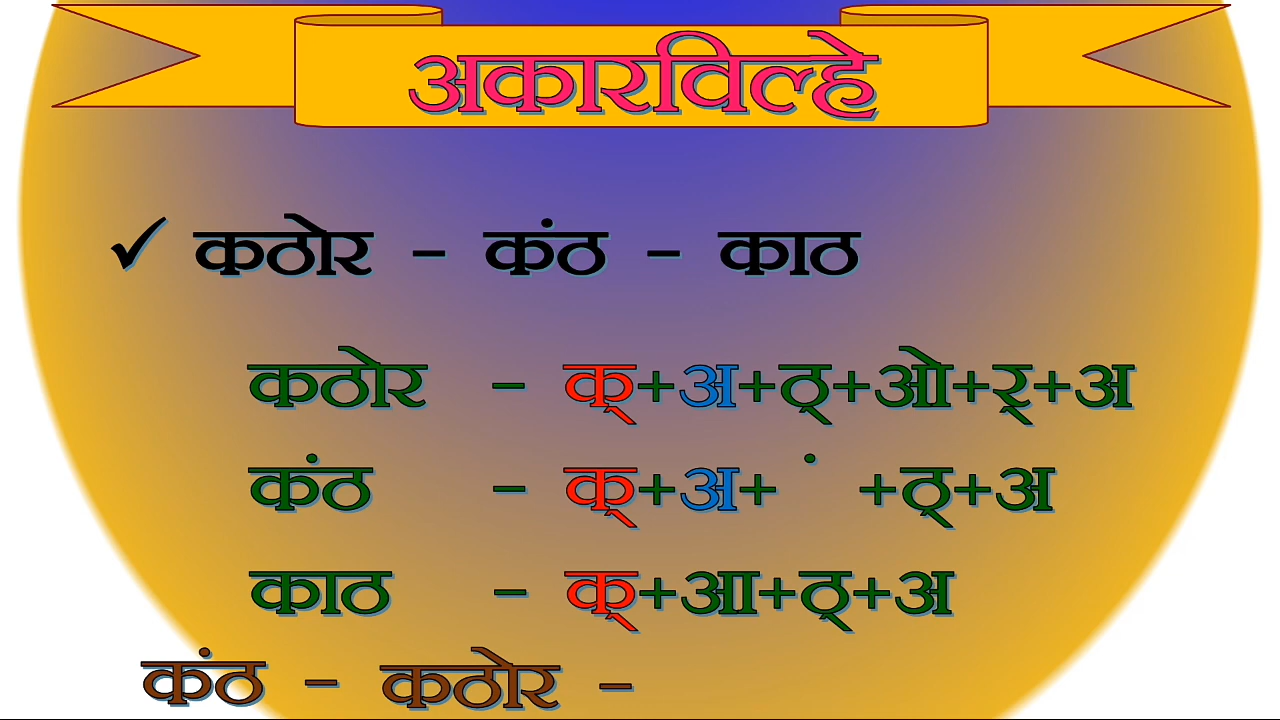 अकारविल्हे
✓ कठोर - कंठ - काठ
कठोर - क्+अ+ठ्+ओ+र्+अ
कंठ - क्+अ+ ं +ठ्+अ
काठ - क्+आ+ठ्+अ
कंठ - कठोर -